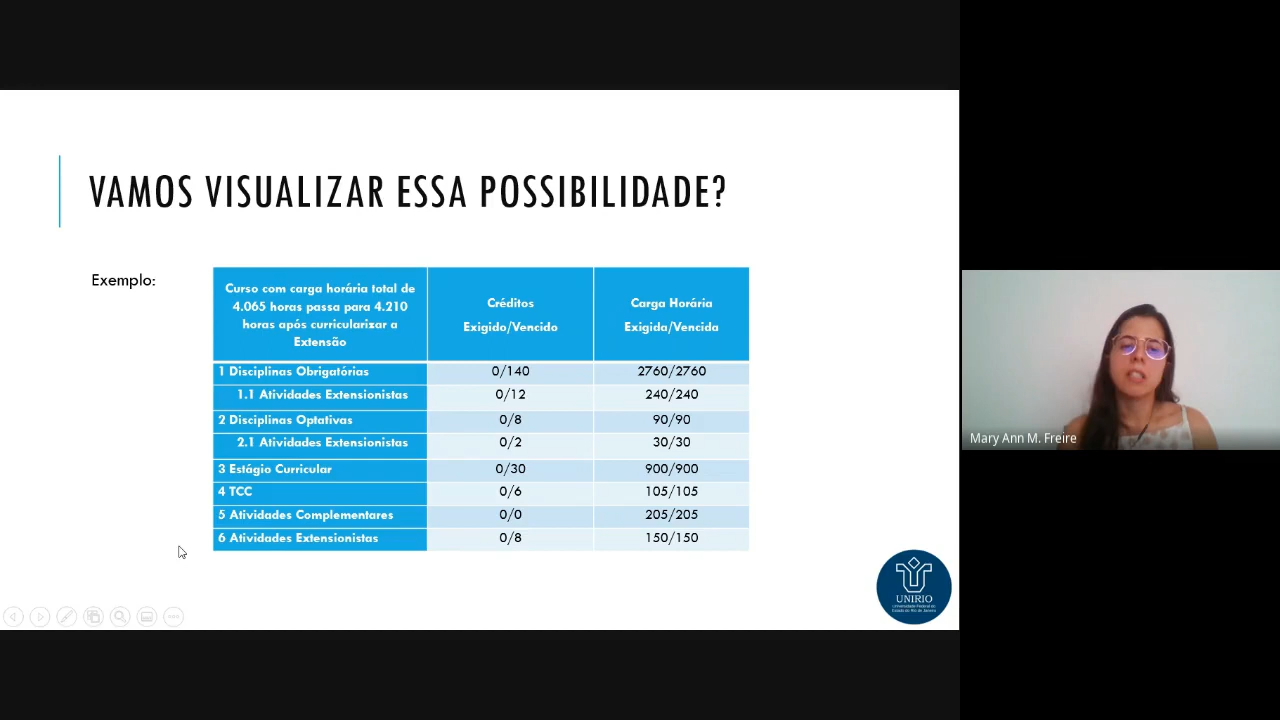 VAMOS VISUALIZAR ESSA POSSIBILIDADE?
Exemplo:
Curso com carga horária total de
4.065 horas passa para 4.210
horas após curricularizar a
Extensão
Créditos
Exigido/Vencido
Carga Horária
Exigida/Vencida
1 Disciplinas Obrigatórias 0/140 2760/2760
1.1 Atividades Extensionistas 0/12 240/240
2 Disciplinas Optativas 0/8 90/90
2.1 Atividades Extensionistas 0/2 30/30
3 Estágio Curricular 0/30 900/900
4 TCC 0/6 105/105
5 Atividades Complementares 0/0 205/205
6 Atividades Extensionistas 0/8 150/150
UNIRIO
Universidade Federal do
Estado do Rio de Janeiro
Mary Ann M. Freire